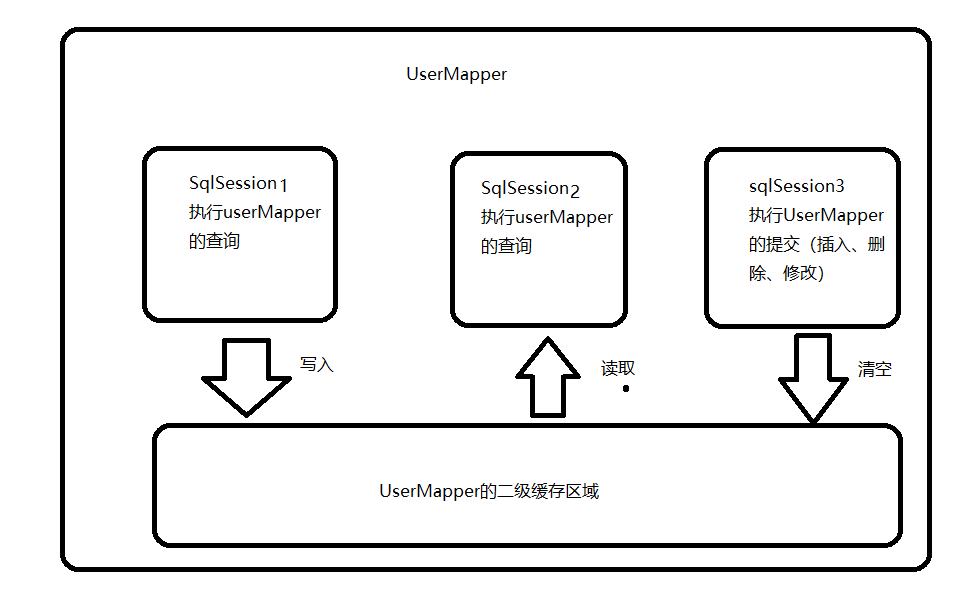 UserMapper
SqlSession1
执行userMapper
的查询
SqlSession2
执行userMapper
的查询
sqlSession3
执行UserMapper
的提交（插入、删
除、修改）
写入
读取
清空
UserMapper的二级缓存区域